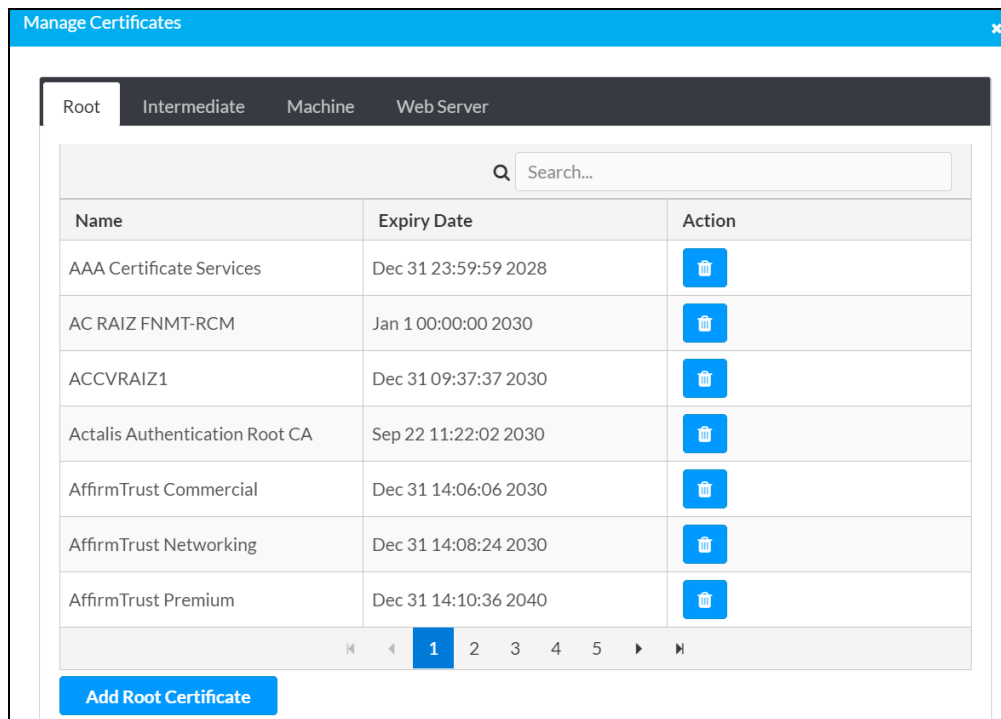 Manage Certificates
Root Intermediate Machine Web Server
Search...
Name Expiry Date Action
AAA Certificate Services Dec 31 23:59:59 2028
AC RAIZ FNMT-RCM Jan 1 00:00:00 2030
ACCVRAIZ1 Dec 31 09:37:37 2030
Actalis Authentication Root CA Sep 22 11:22:02 2030
AffirmTrust Commercial Dec 31 14:06:06 2030
AffirmTrust Networking Dec 31 14:08:24 2030
AffirmTrust Premium Dec 31 14:10:36 2040
1 2 3 4 5
Add Root Certificate